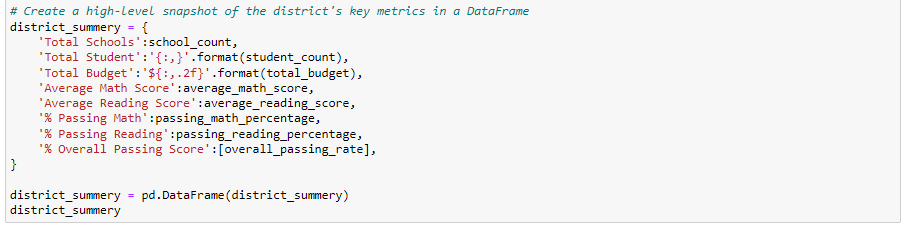 # Create a high-level snapshot of the district's key metrics in a DataFrame
district_summery = {
    'Total Schools':school_count,
    'Total Student':'{:,}'.format(student_count),
    'Total Budget':'${:,.2f}'.format(total_budget),
    'Average Math Score':average_math_score,
    'Average Reading Score':average_reading_score,
    '% Passing Math':passing_math_percentage,
    '% Passing Reading':passing_reading_percentage,
    '% Overall Passing Score':[overall_passing_rate],
}
district_summery = pd.DataFrame(district_summery)
district_summery